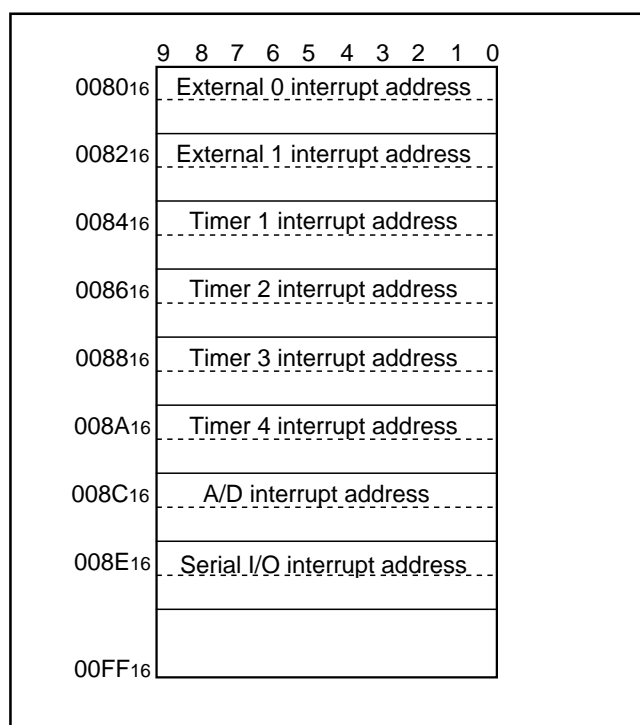 9 8 7 6 5 4 3 2 1 0
008016 External 0 interrupt address
008216 External 1 interrupt address
008416 Timer 1 interrupt address
008616 Timer 2 interrupt address
008816 Timer 3 interrupt address
008A16 Timer 4 interrupt address
008C16 A/D interrupt address
008E16 Serial I/O interrupt address
00FF16